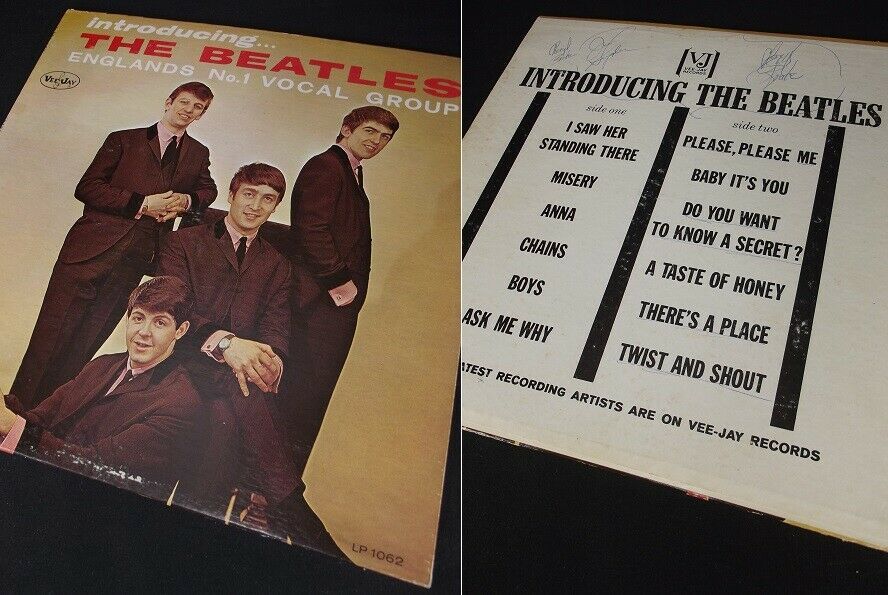 introducing...
THE BEATLES
ENGLANDS No.1 VOCAL GROUP
VEE JAY
LP 1062
VJ
VEE-JAY
RECORDS
INTRODUCING THE BEATLES
side one
I SAW HER
STANDING THERE
MISERY
ANNA
CHAINS
BOYS
ASK ME WHY
side two
PLEASE, PLEASE ME
BABY IT'S YOU
DO YOU WANT
TO KNOW A SECRET?
A TASTE OF HONEY
THERE'S A PLACE
TWIST AND SHOUT
RECORDING ARTISTS ARE ON VEE-JAY RECORDS